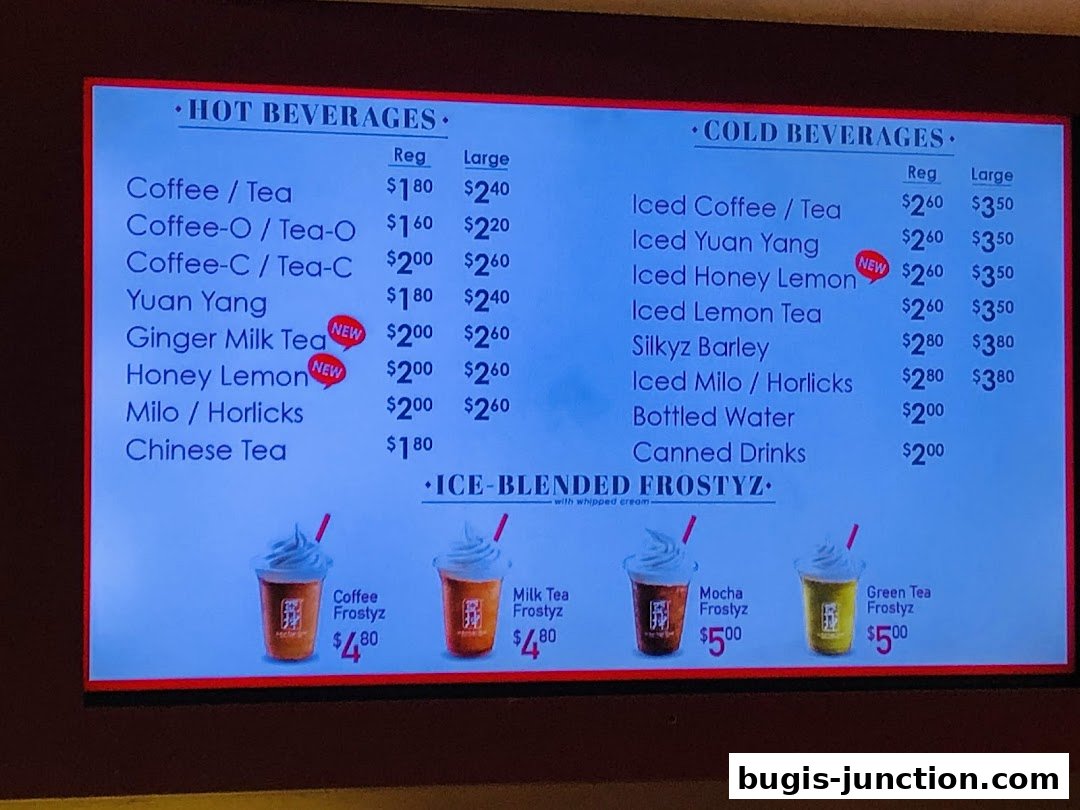 ·HOT BEVERAGES·
Reg Large
Coffee / Tea $1.80 $2.40
Coffee-O / Tea-O $1.60 $2.20
Coffee-C / Tea-C $2.00 $2.60
Yuan Yang $1.80 $2.40
Ginger Milk Tea NEW $2.00 $2.60
Honey Lemon NEW $2.00 $2.60
Milo / Horlicks $2.00 $2.60
Chinese Tea $1.80
·COLD BEVERAGES·
Reg Large
Iced Coffee / Tea $2.60 $3.50
Iced Yuan Yang $2.60 $3.50
Iced Honey Lemon NEW $2.60 $3.50
Iced Lemon Tea $2.60 $3.50
Silkyz Barley $2.80 $3.80
Iced Milo / Horlicks $2.80 $3.80
Bottled Water $2.00
Canned Drinks $2.00
·ICE-BLENDED FROSTYZ·
with whipped cream
Coffee
Frostyz
$4.80
Milk Tea
Frostyz
$4.80
Mocha
Frostyz
$5.00
Green Tea
Frostyz
$5.00
bugis-junction.com